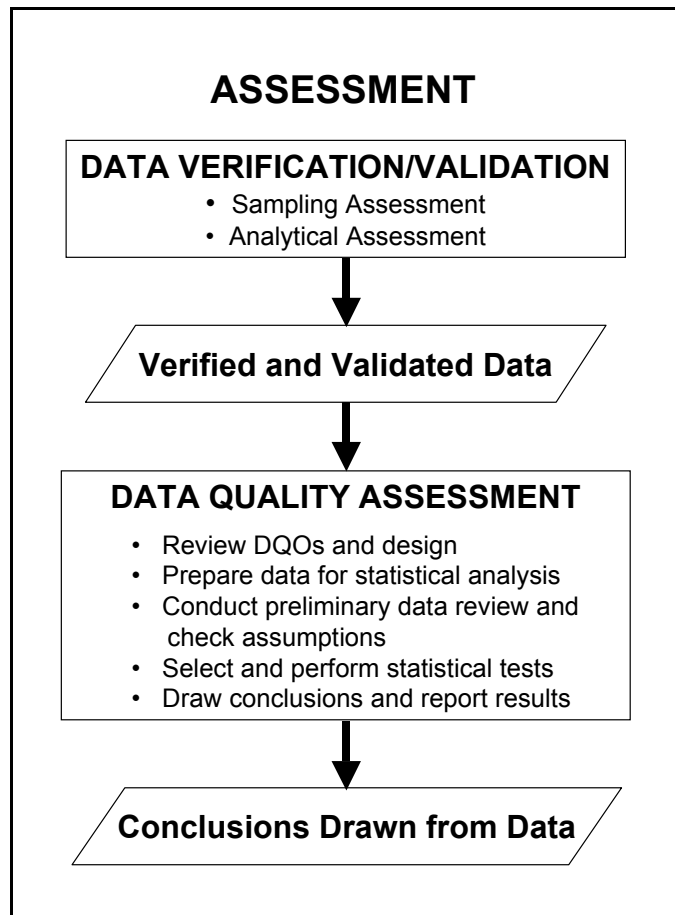 ASSESSMENT
DATA VERIFICATION/VALIDATION
• Sampling Assessment
• Analytical Assessment
Verified and Validated Data
DATA QUALITY ASSESSMENT
• Review DQOs and design
• Prepare data for statistical analysis
• Conduct preliminary data review and
check assumptions
• Select and perform statistical tests
• Draw conclusions and report results
Conclusions Drawn from Data